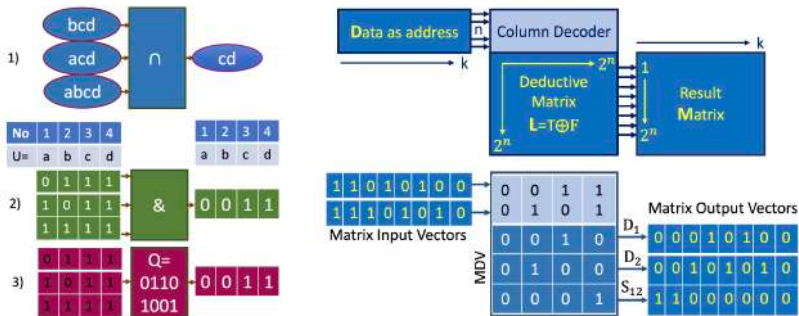 1)
bcd
acd
abcd
∩
cd
No 1 2 3 4
U= a b c d
1 2 3 4
a b c d
2)
0 1 1 1
1 0 1 1
1 1 1 1
&
0 0 1 1
3)
0 1 1 1
1 0 1 1
1 1 1 1
Q=
0110
1001
0 0 1 1
Data as address
n
k
Column Decoder
2ⁿ
Deductive
Matrix
L=T⊕F
2ⁿ
k
1
Result
Matrix
2ⁿ
1 1 0 1 0 1 0 0
1 1 1 0 1 0 1 0
Matrix Input Vectors
MDV
0 0 1 1
0 1 0 1
0 0 1 0
0 1 0 0
0 0 0 1
D₁
D₂
S₁₂
Matrix Output Vectors
0 0 0 1 0 1 0 0
0 0 1 0 1 0 1 0
1 1 0 0 0 0 0 0